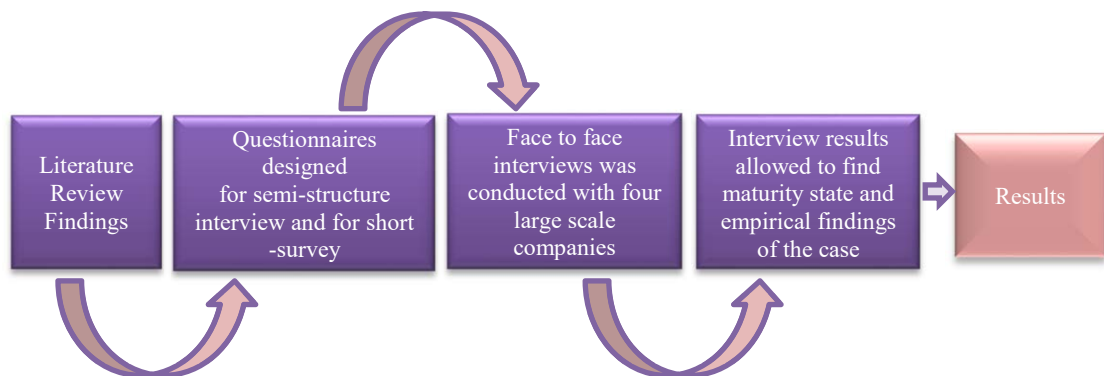 Literature
Review
Findings
Questionnaires
designed
for semi-structure
interview and for short
-survey
Face to face
interviews was
conducted with four
large scale
companies
Interview results
allowed to find
maturity state and
empirical findings
of the case
Results